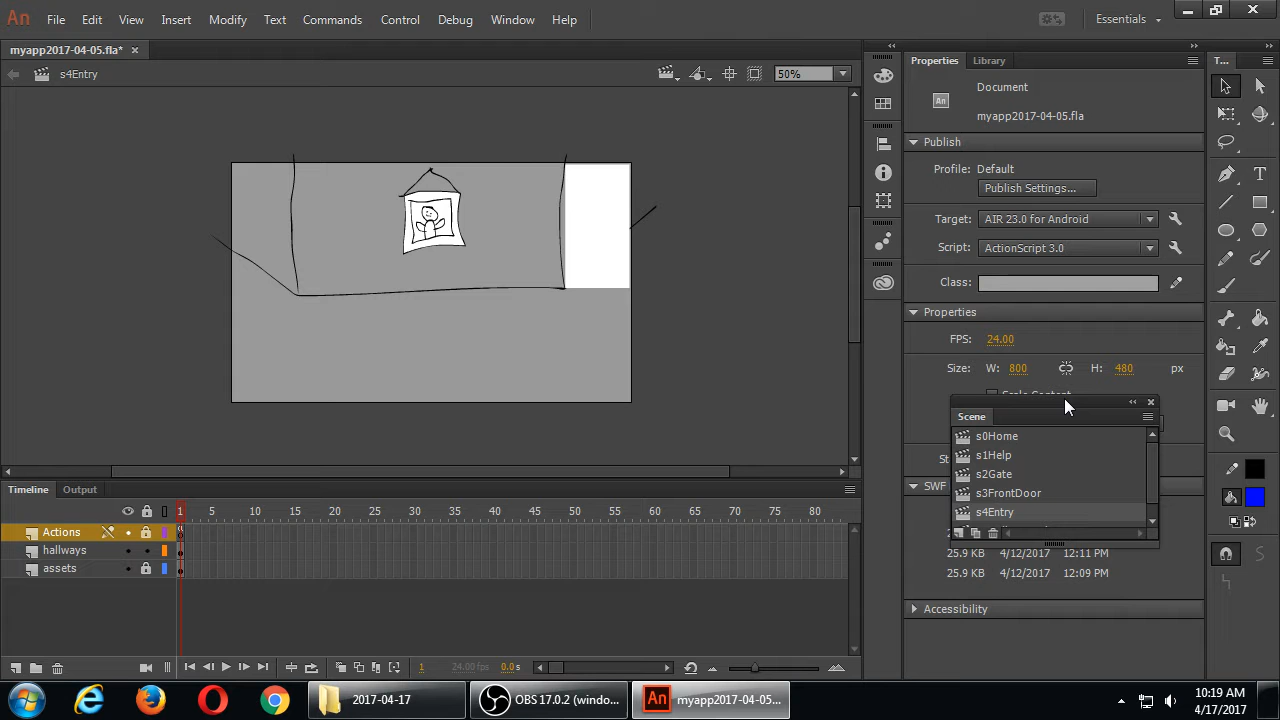 An File Edit View Insert Modify Text Commands Control Debug Window Help Essentials
myapp2017-04-05.fla* ×
s4Entry 50%
Properties Library T...
Document
An myapp2017-04-05.fla
Publish
Profile: Default
Publish Settings...
Target: AIR 23.0 for Android
Script: ActionScript 3.0
Class:
Properties
FPS: 24.00
Size: W: 800 H: 480 px
Scale Content
Scene
s0Home
s1Help
s2Gate
s3FrontDoor
s4Entry
SWF
25.9 KB 4/12/2017 12:11 PM
25.9 KB 4/12/2017 12:09 PM
Accessibility
Timeline Output
1 5 10 15 20 25 30 35 40 45 50 55 60 65 70 75 80
Actions
hallways
assets
1 24.00 fps 0.0 s
2017-04-17 OBS 17.0.2 (windo... An myapp2017-04-05...
10:19 AM
4/17/2017